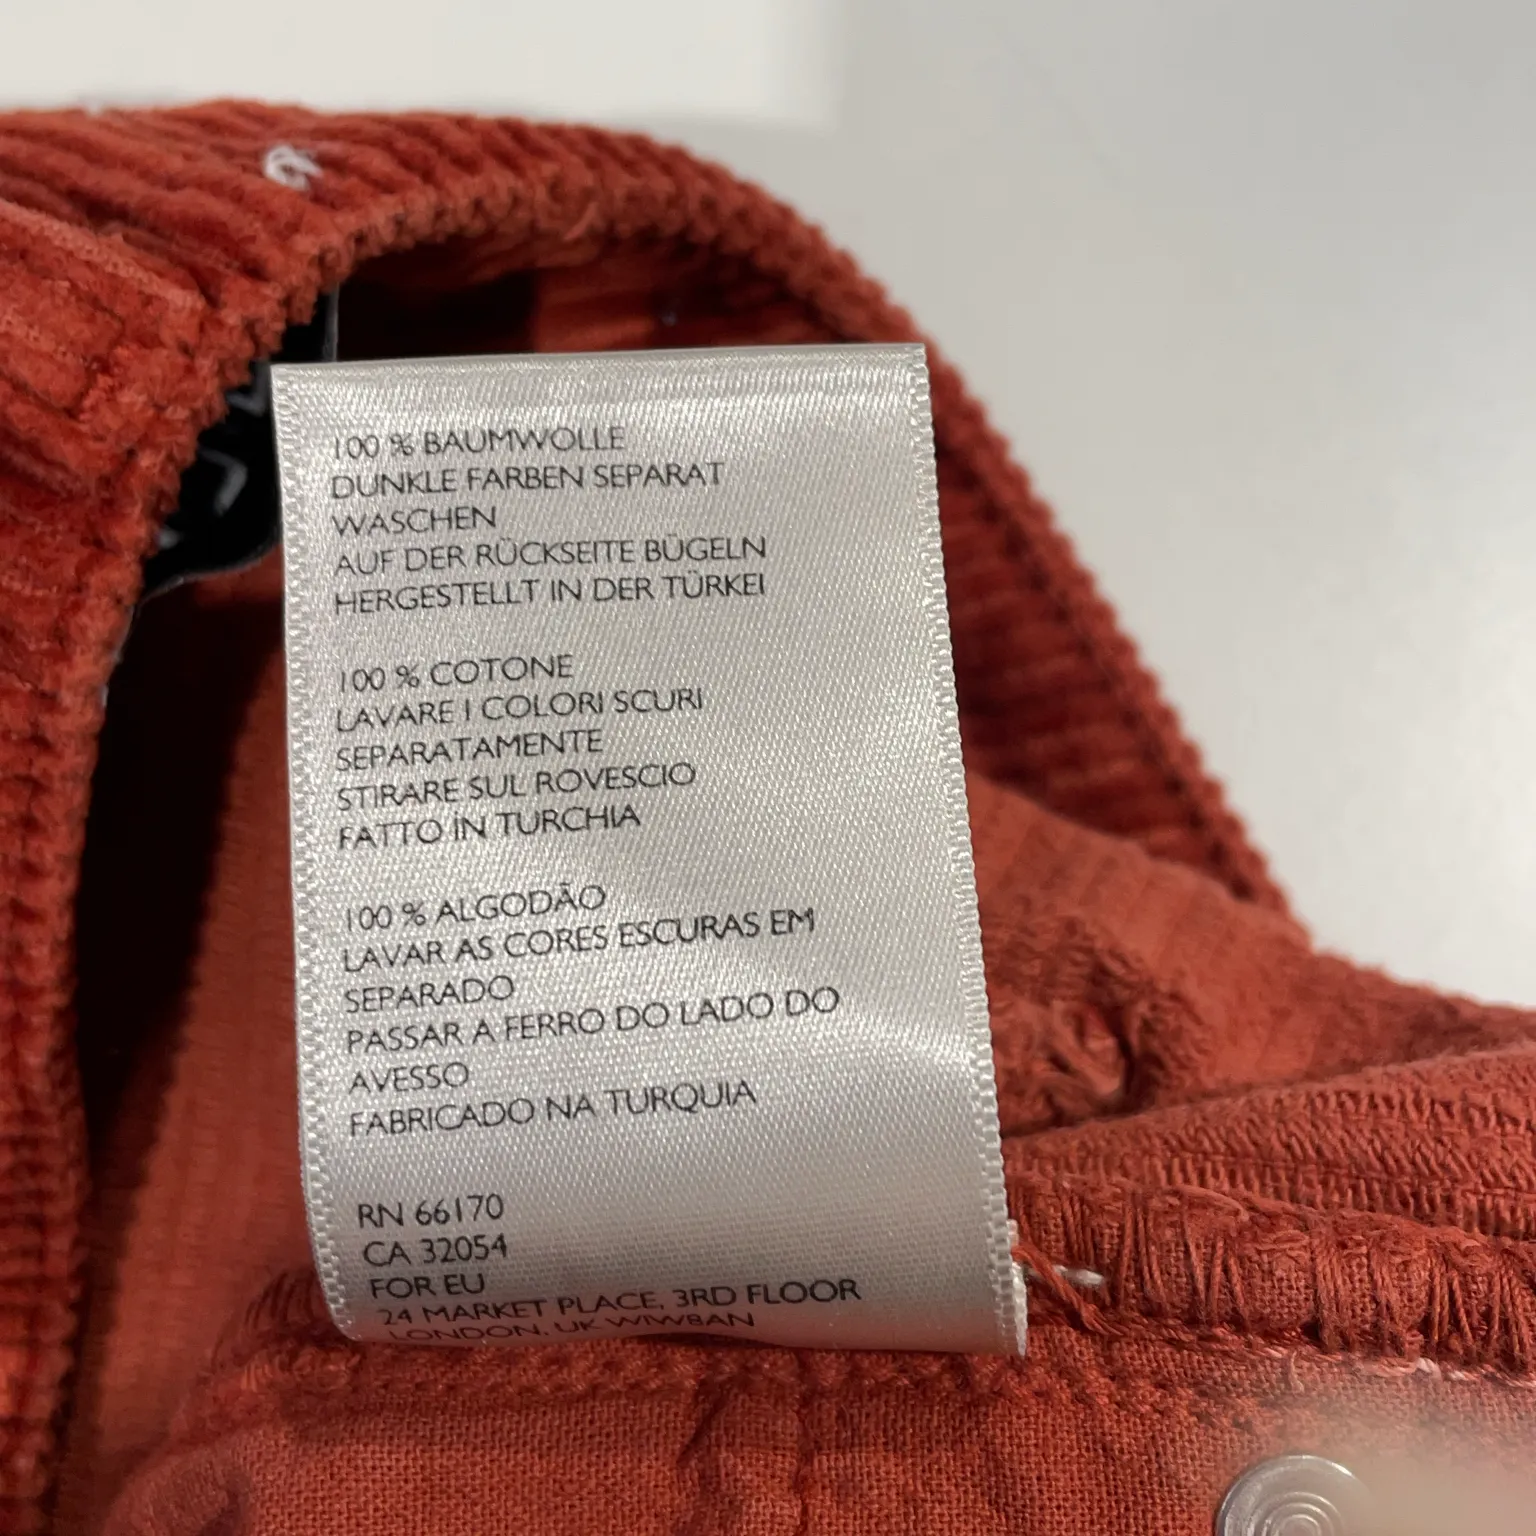 100 % BAUMWOLLE
DUNKLE FARBEN SEPARAT
WASCHEN
AUF DER RÜCKSEITE BÜGELN
HERGESTELLT IN DER TÜRKEI
100 % COTONE
LAVARE I COLORI SCURI
SEPARATAMENTE
STIRARE SUL ROVESCIO
FATTO İN TURCHIA
100 % ALGODÃO
LAVAR AS CORES ESCURAS EM
SEPARADO
PASSAR A FERRO DO LADO DO
AVESSO
FABRICADO NA TURQUIA
RN 66170
CA 32054
FOR EU
24 MARKET PLACE, 3RD FLOOR
LONDON, UK WIW8AN